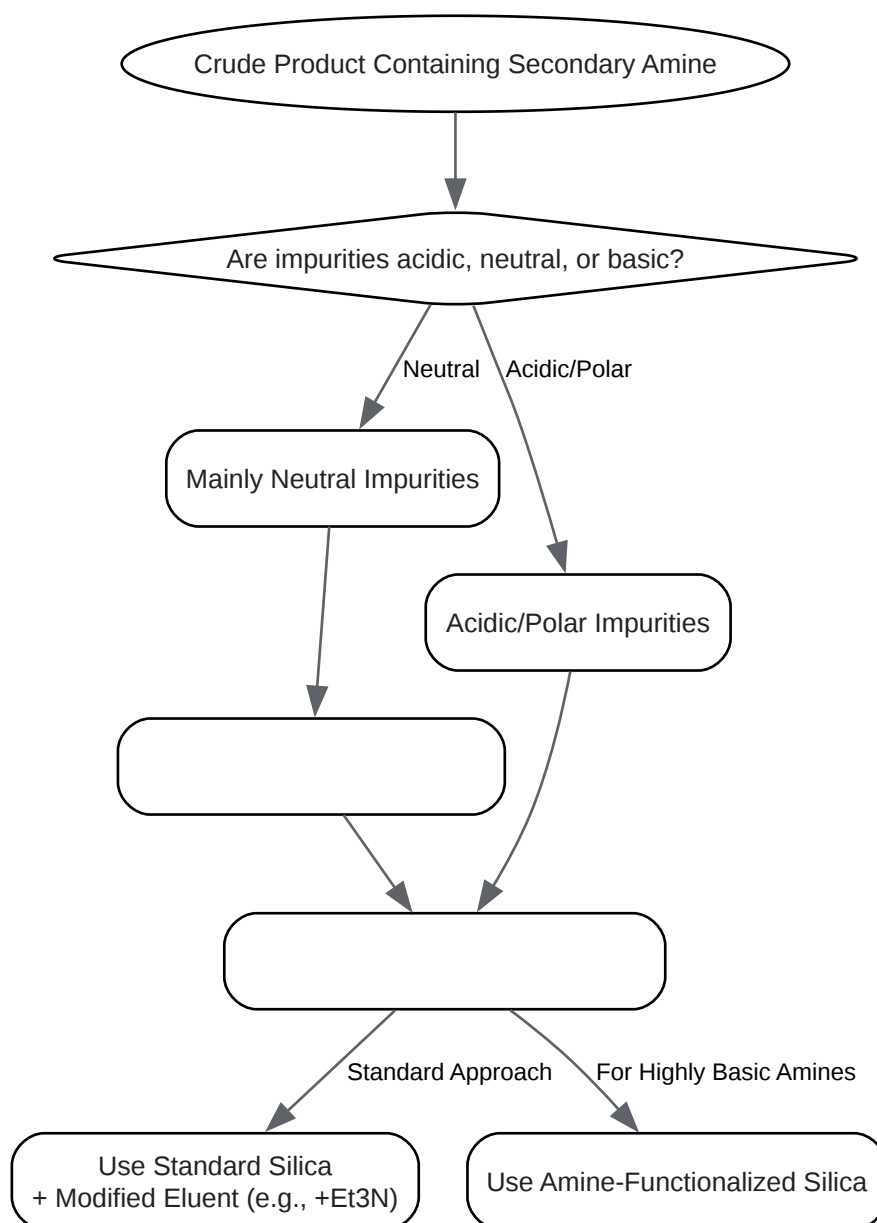 Crude Product Containing Secondary Amine
Are impurities acidic, neutral, or basic?
Neutral
Acidic/Polar
Mainly Neutral Impurities
Acidic/Polar Impurities
Standard Approach
For Highly Basic Amines
Use Standard Silica
+ Modified Eluent (e.g., +Et3N)
Use Amine-Functionalized Silica